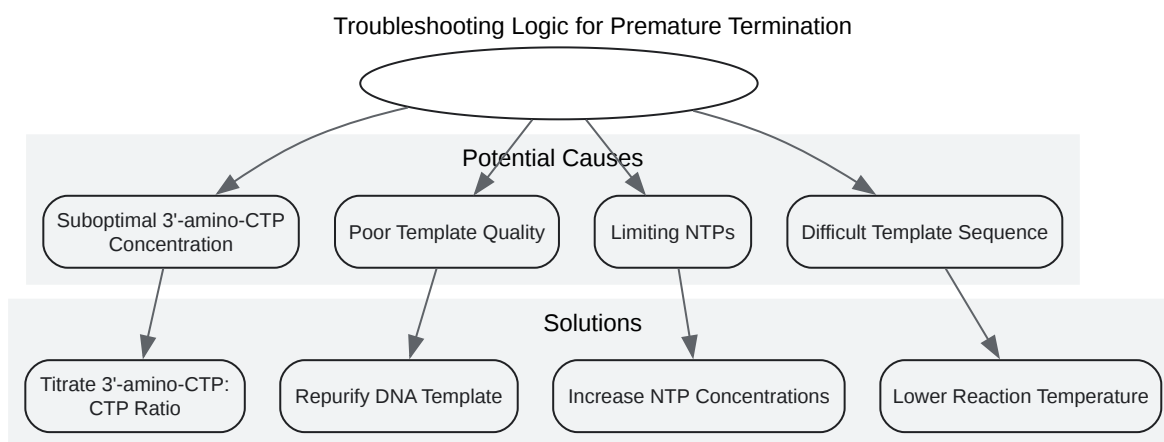 Troubleshooting Logic for Premature Termination
Potential Causes
Suboptimal 3'-amino-CTP
Concentration
Poor Template Quality
Limiting NTPs
Difficult Template Sequence
Solutions
Titrate 3'-amino-CTP:
CTP Ratio
Repurify DNA Template
Increase NTP Concentrations
Lower Reaction Temperature